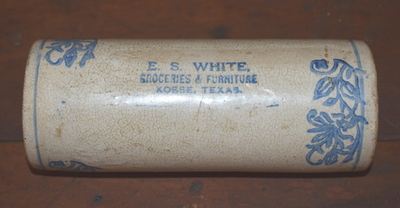 E. S. WHITE,
GROCERIES & FURNITURE
KOSSE, TEXAS.